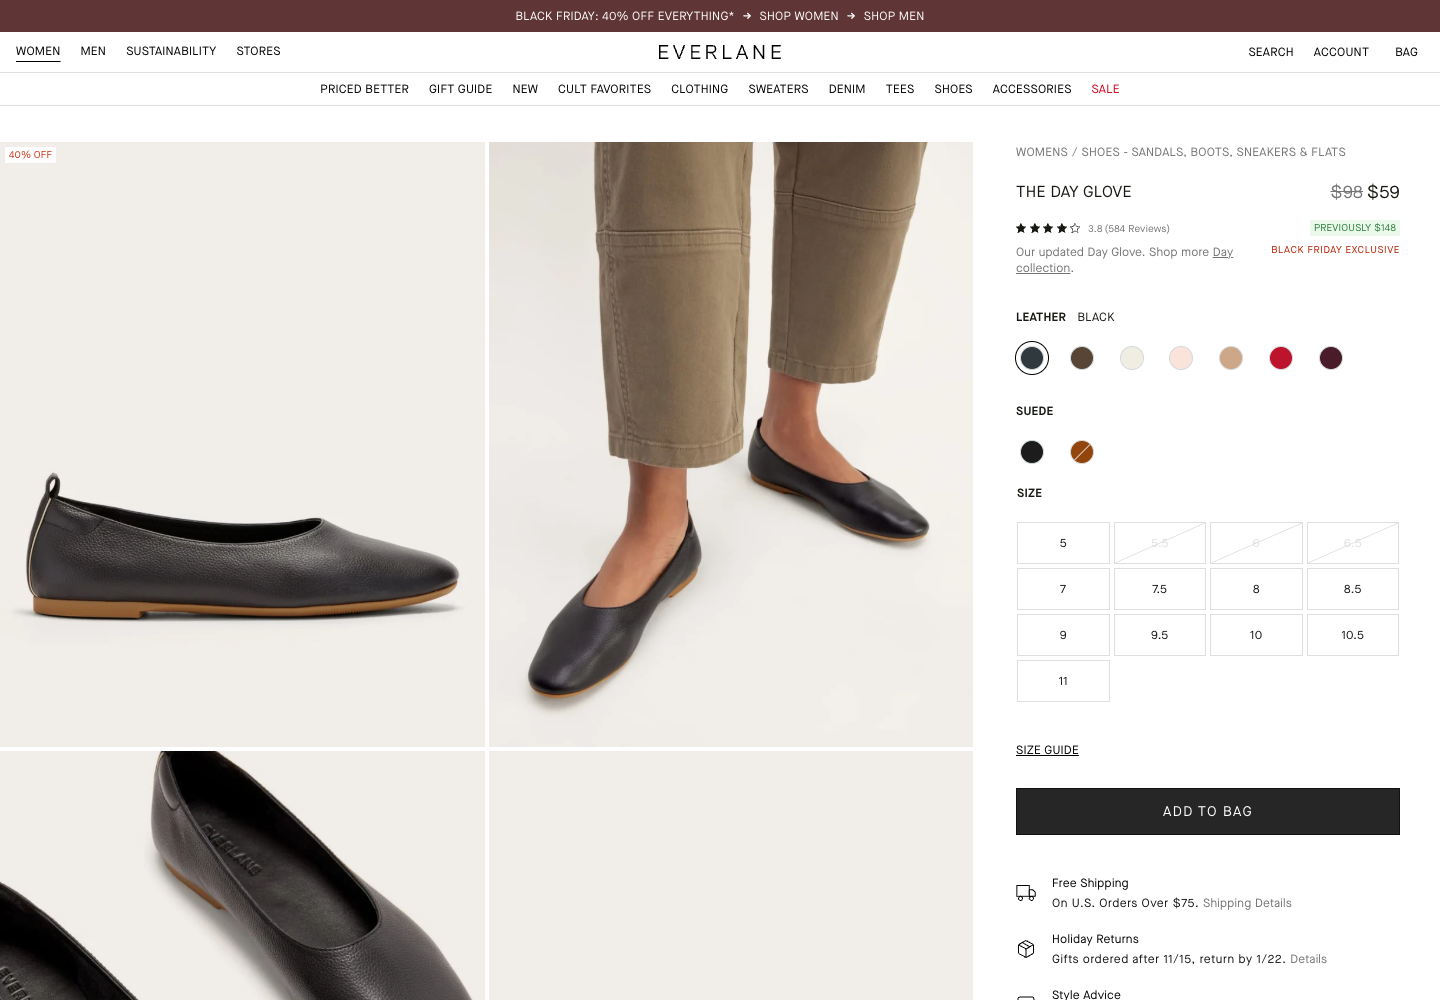 BLACK FRIDAY: 40% OFF EVERYTHING* → SHOP WOMEN → SHOP MEN
WOMEN MEN SUSTAINABILITY STORES
EVERLANE
SEARCH ACCOUNT BAG
PRICED BETTER GIFT GUIDE NEW CULT FAVORITES CLOTHING SWEATERS DENIM TEES SHOES ACCESSORIES SALE
40% OFF
WOMENS / SHOES - SANDALS, BOOTS, SNEAKERS & FLATS
THE DAY GLOVE
$98 $59
3.8 (584 Reviews)
PREVIOUSLY $148
Our updated Day Glove. Shop more Day
collection.
BLACK FRIDAY EXCLUSIVE
LEATHER BLACK
SUEDE
SIZE
5 5.5 6 6.5
7 7.5 8 8.5
9 9.5 10 10.5
11
SIZE GUIDE
ADD TO BAG
EVERLANE
EVERLANE
Free Shipping
On U.S. Orders Over $75. Shipping Details
Holiday Returns
Gifts ordered after 11/15, return by 1/22. Details
Style Advice